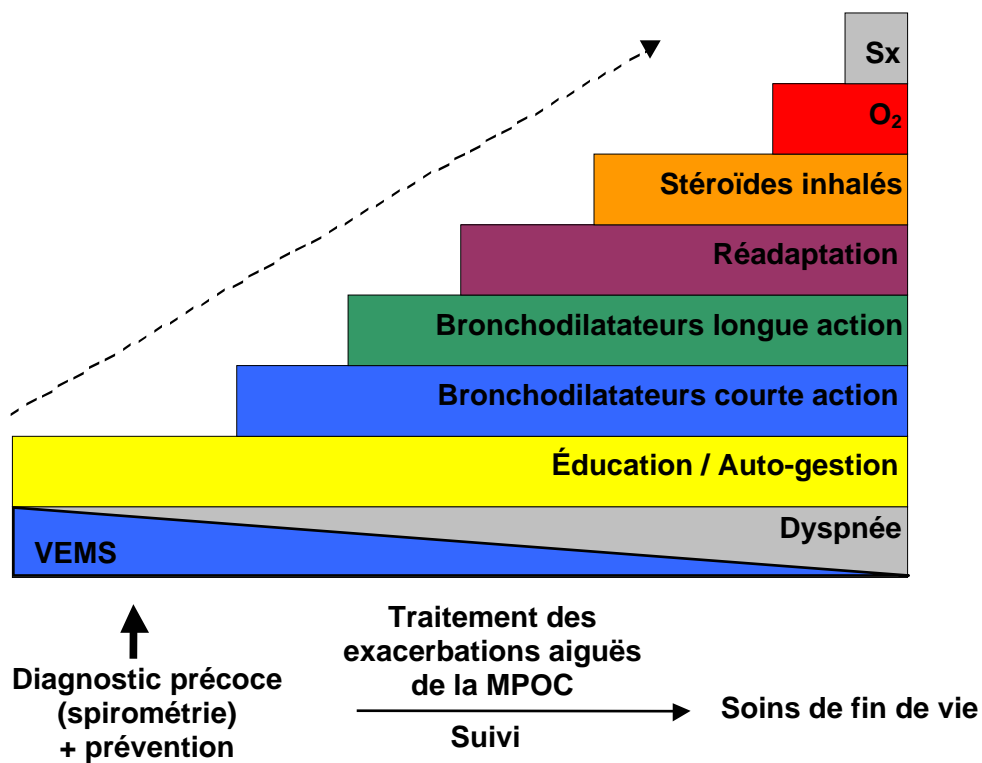 Sx
O₂
Stéroïdes inhalés
Réadaptation
Bronchodilatateurs longue action
Bronchodilatateurs courte action
Éducation / Auto-gestion
Dyspnée
VEMS
Diagnostic précoce
(spirométrie)
+ prévention
Traitement des
exacerbations aiguës
de la MPOC
Suivi
Soins de fin de vie